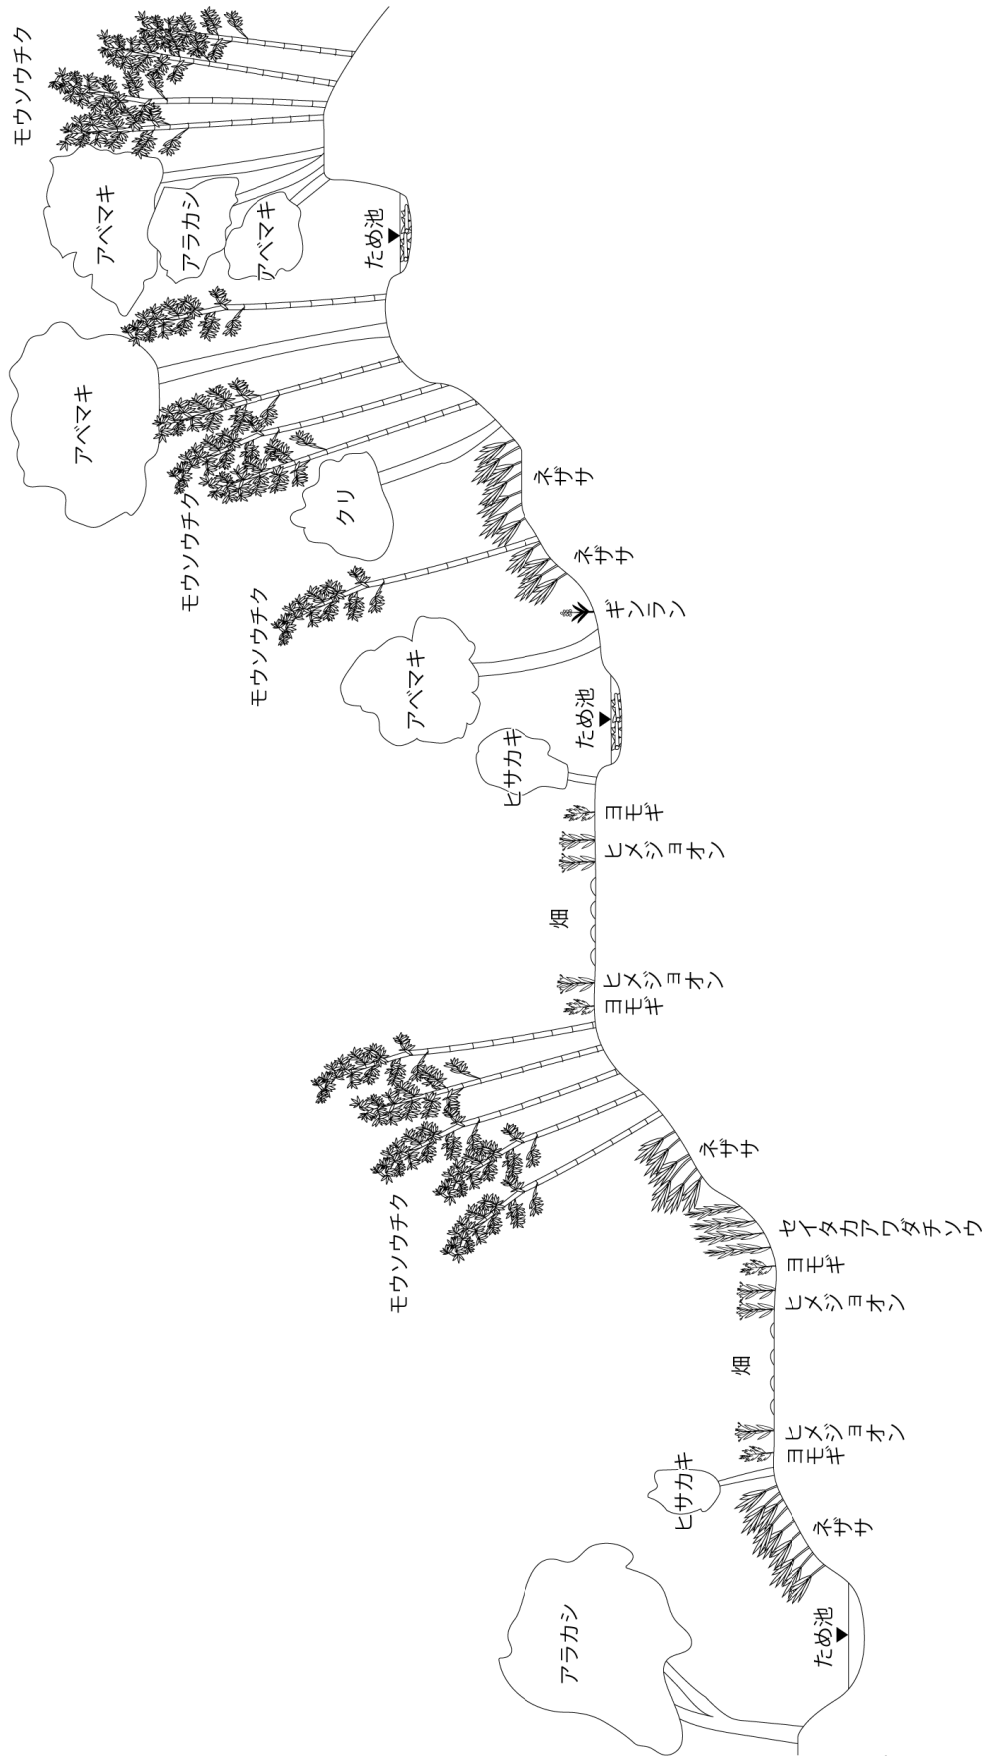 アラカシ
ため池
ネザサ
ヒサカキ
ヨモギ
ヒメジョオン
畑
ヒメジョオン
ヨモギ
セイタカアワダチソウ
モウソウチク
ネザサ
ヨモギ
ヒメジョオン
畑
ヒメジョオン
ヨモギ
ヒサカキ
ため池
アベマキ
モウソウチク
ギンラン
ネザサ
モウソウチク
クリ
ネザサ
アベマキ
ため池
アベマキ
アラカシ
アベマキ
モウソウチク